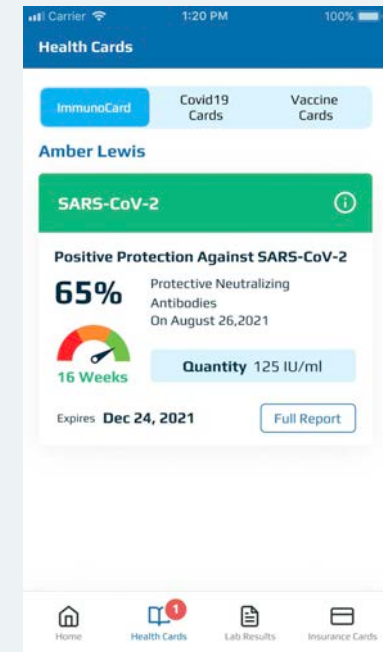 Carrier 1:20 PM 100%
Health Cards
ImmunoCard
Covid19
Cards
Vaccine
Cards
Amber Lewis
SARS-CoV-2
Positive Protection Against SARS-CoV-2
65%
Protective Neutralizing
Antibodies
On August 26,2021
16 Weeks
Quantity 125 IU/ml
Expires Dec 24, 2021
Full Report
1
Home
Health Cards
Lab Results
Insurance Cards